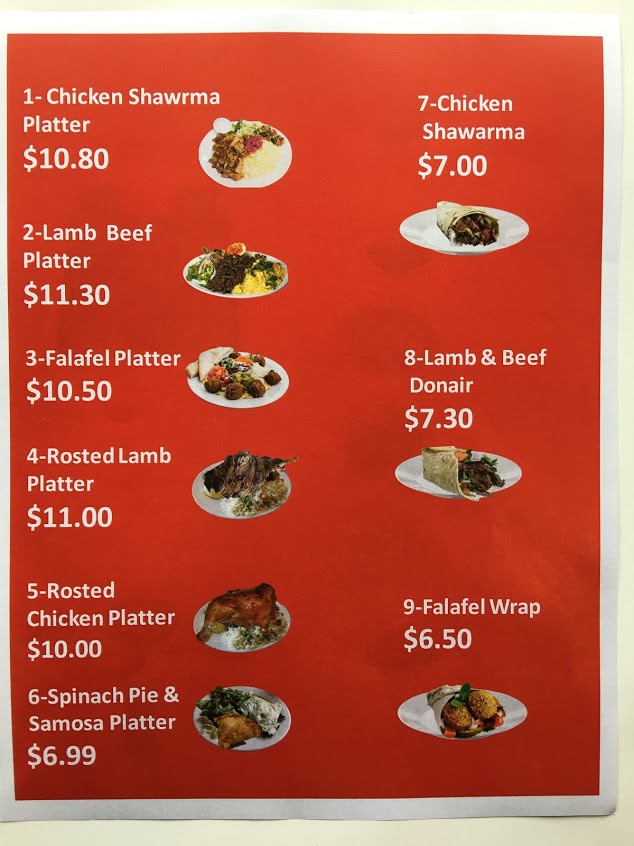 1- Chicken Shawrma
Platter
$10.80
2-Lamb Beef
Platter
$11.30
3-Falafel Platter
$10.50
4-Rosted Lamb
Platter
$11.00
5-Rosted
Chicken Platter
$10.00
6-Spinach Pie &
Samosa Platter
$6.99
7-Chicken
Shawarma
$7.00
8-Lamb & Beef
Donair
$7.30
9-Falafel Wrap
$6.50